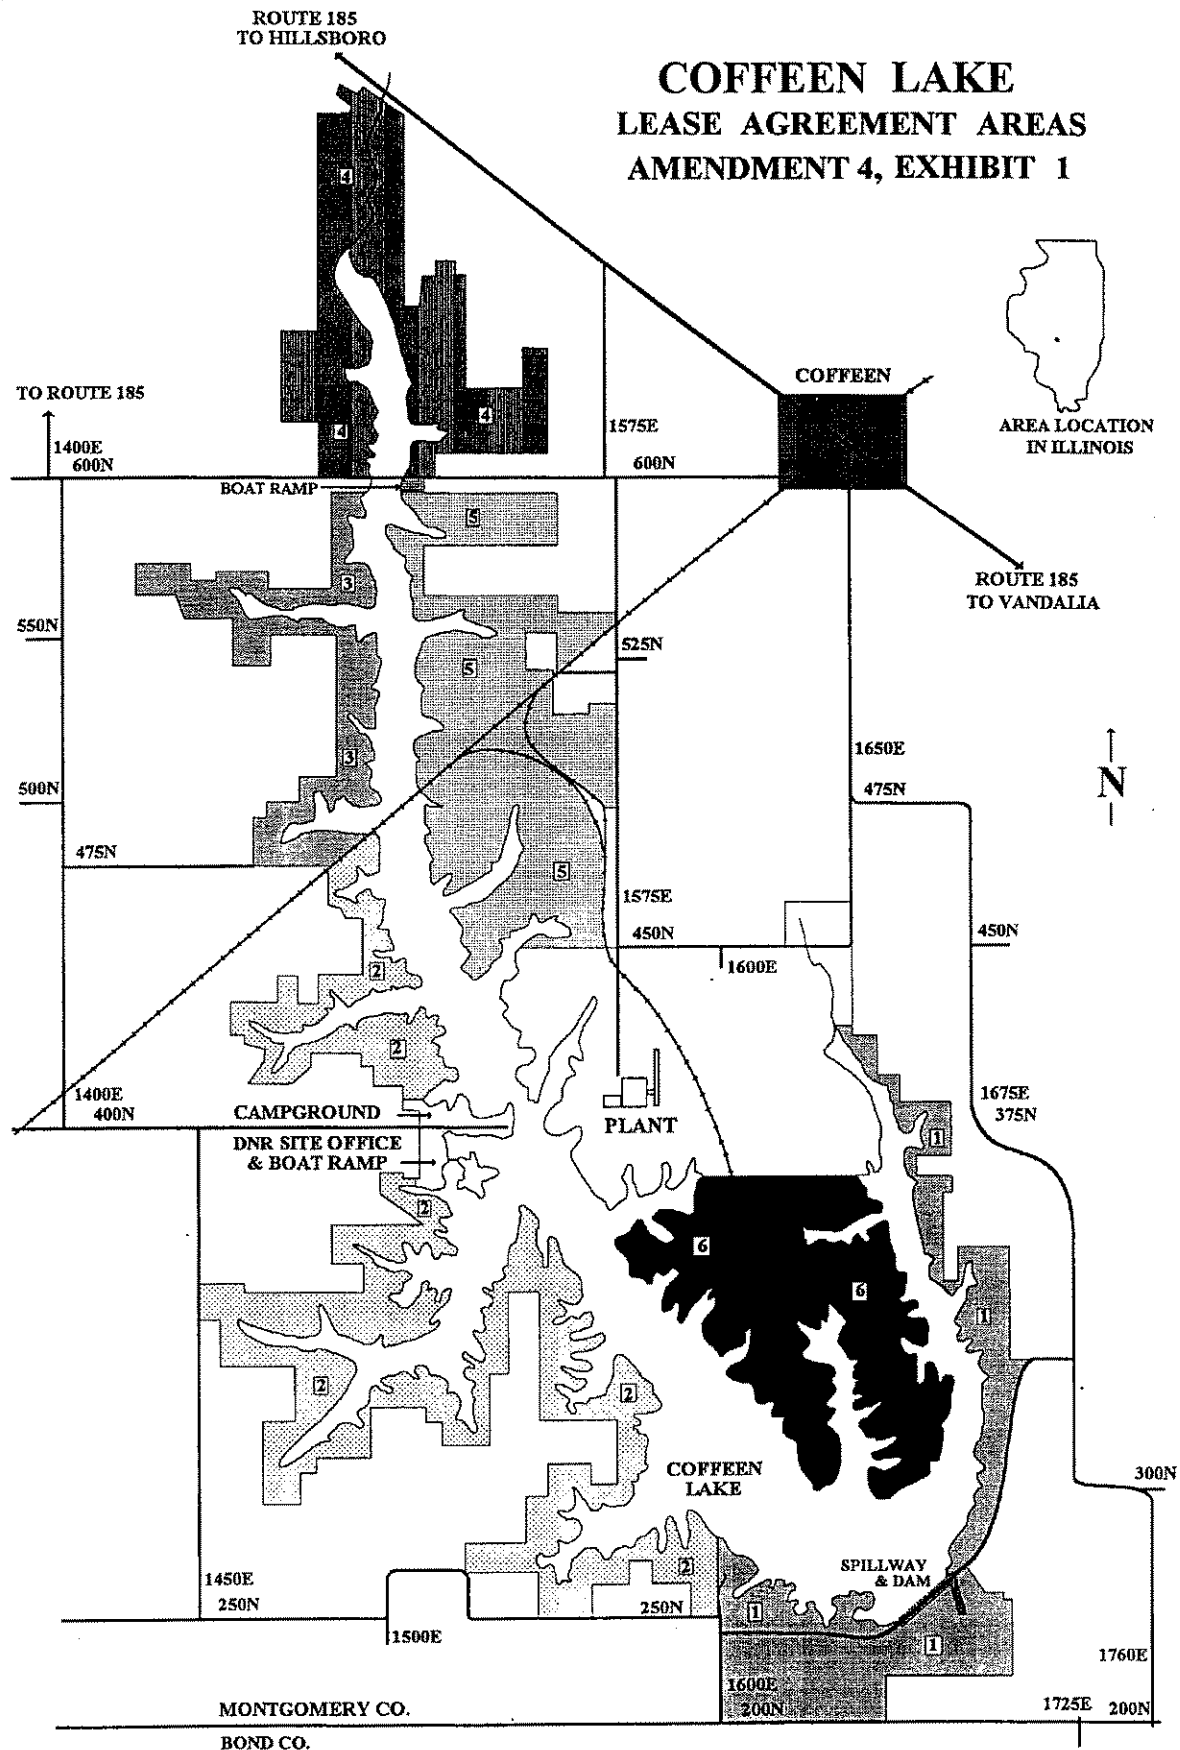 ROUTE 185
TO HILLSBORO
COFFEEN LAKE
LEASE AGREEMENT AREAS
AMENDMENT 4, EXHIBIT 1
4
COFFEEN
TO ROUTE 185
AREA LOCATION
IN ILLINOIS
4
4
1575E
1400E
600N
600N
BOAT RAMP
5
3
ROUTE 185
TO VANDALIA
550N
525N
5
3
1650E
N
500N
475N
475N
5
1575E
450N
450N
1600E
2
2
1400E
400N
1675E
375N
CAMPGROUND
PLANT
1
DNR SITE OFFICE
& BOAT RAMP
2
6
6
1
2
2
COFFEEN
LAKE
300N
SPILLWAY
& DAM
2
1450E
250N
250N
1
1500E
1
1760E
1600E
200N
1725E
200N
MONTGOMERY CO.
BOND CO.